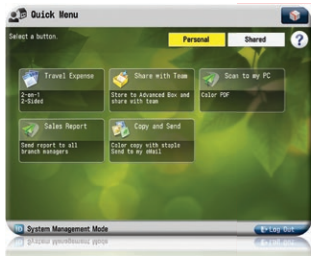 Quick Menu
Select a button.
Personal
Shared
?
Travel Expense
2-on-1
2-Sided
Share with Team
Store to Advanced Box and
share with team
Scan to my PC
Color PDF
Sales Report
Send report to all
branch managers
Copy and Send
Color copy with staple
Send to my eMail
ID System Management Mode
Log Out